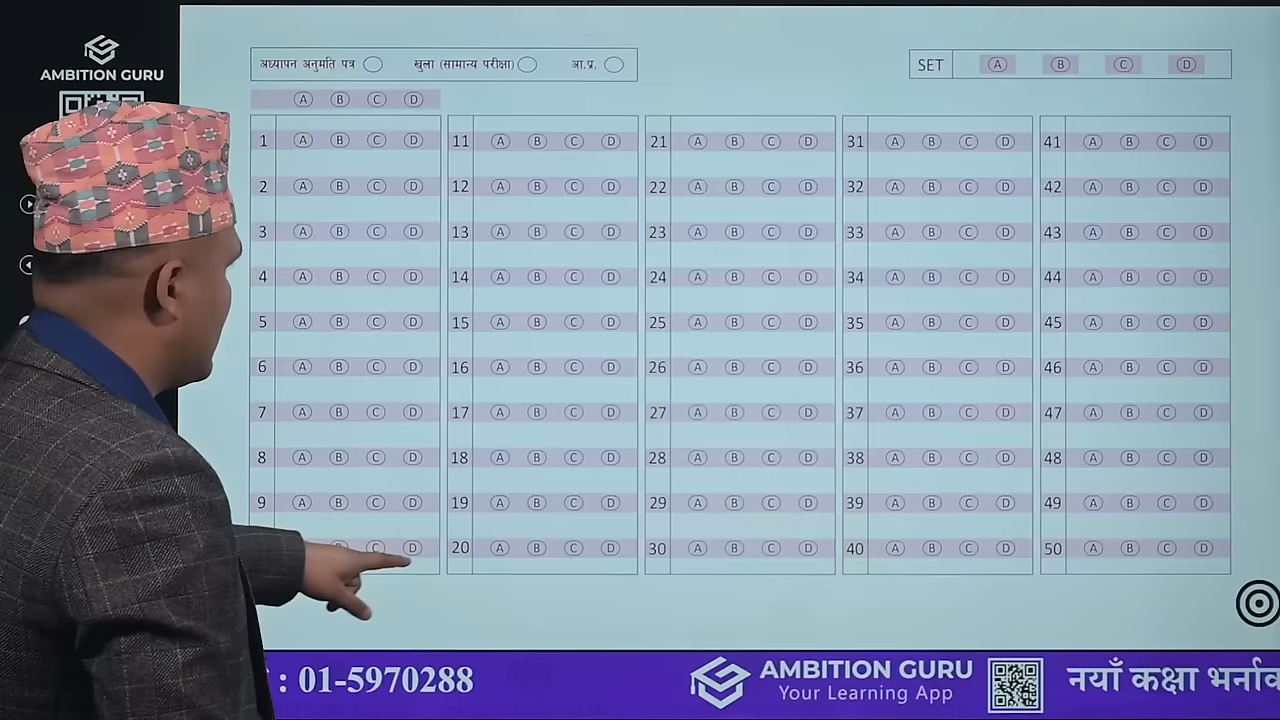 AMBITION GURU
अध्यापन अनुमति पत्र खुला (सामान्य परीक्षा) आ.प्र.
SET A B C D
A B C D
1 A B C D 11 A B C D 21 A B C D 31 A B C D 41 A B C D
2 A B C D 12 A B C D 22 A B C D 32 A B C D 42 A B C D
3 A B C D 13 A B C D 23 A B C D 33 A B C D 43 A B C D
4 A B C D 14 A B C D 24 A B C D 34 A B C D 44 A B C D
5 A B C D 15 A B C D 25 A B C D 35 A B C D 45 A B C D
6 A B C D 16 A B C D 26 A B C D 36 A B C D 46 A B C D
7 A B C D 17 A B C D 27 A B C D 37 A B C D 47 A B C D
8 A B C D 18 A B C D 28 A B C D 38 A B C D 48 A B C D
9 A B C D 19 A B C D 29 A B C D 39 A B C D 49 A B C D
B C D 20 A B C D 30 A B C D 40 A B C D 50 A B C D
: 01-5970288 AMBITION GURU नयाँ कक्षा
Your Learning App